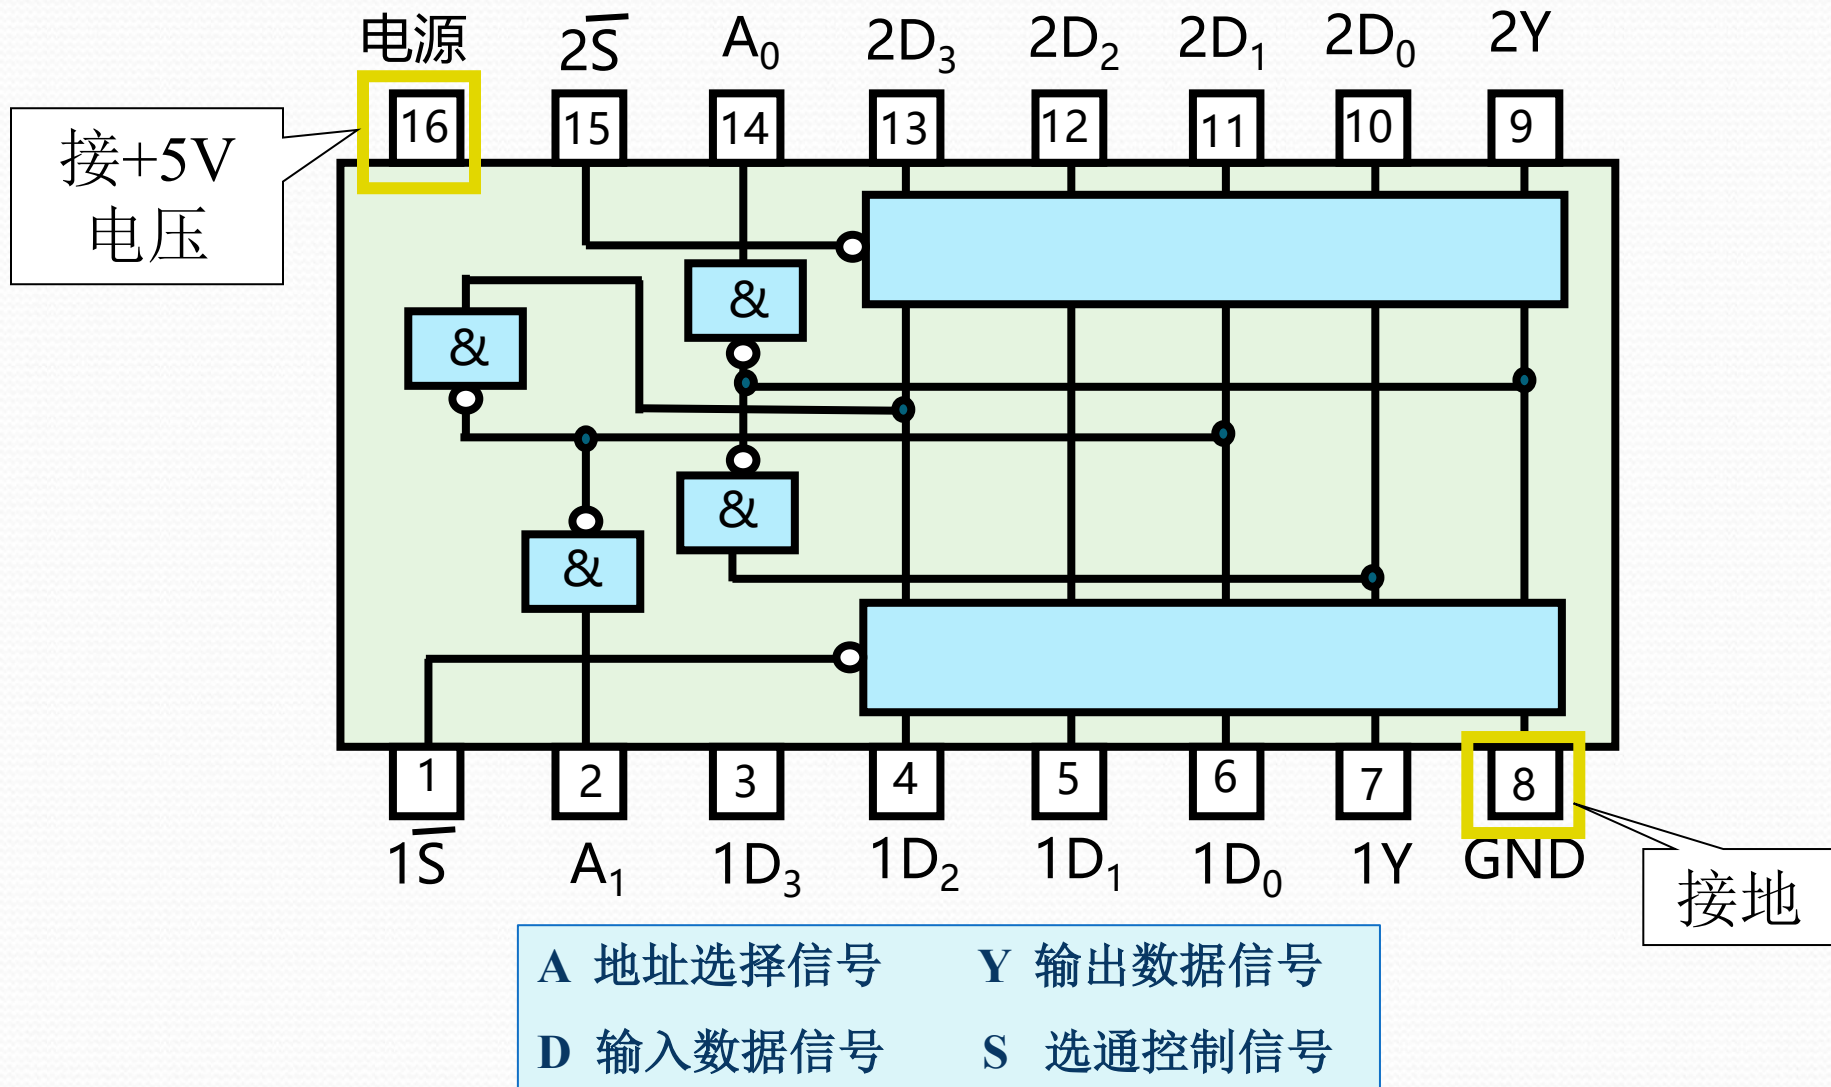 电源 2S̅ A₀ 2D₃ 2D₂ 2D₁ 2D₀ 2Y
16 15 14 13 12 11 10 9
接+5V
电压
&
&
&
&
1 2 3 4 5 6 7 8
1S̅ A₁ 1D₃ 1D₂ 1D₁ 1D₀ 1Y GND
接地
A 地址选择信号 Y 输出数据信号
D 输入数据信号 S 选通控制信号